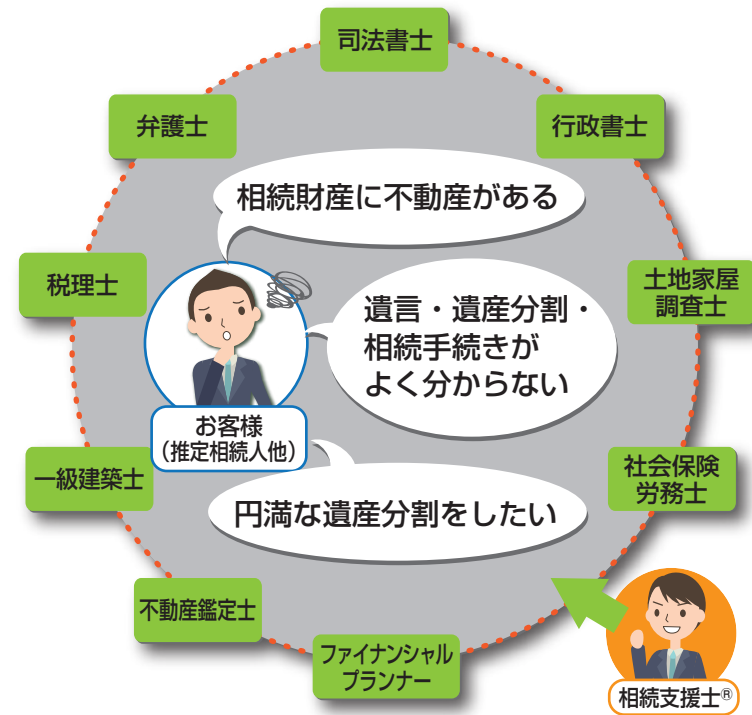 司法書士
弁護士
行政書士
相続財産に不動産がある
税理士
土地家屋
調査士
遺言・遺産分割・
相続手続きが
よく分からない
お客様
（推定相続人他）
一級建築士
社会保険
労務士
円満な遺産分割をしたい
不動産鑑定士
ファイナンシャル
プランナー
相続支援士®